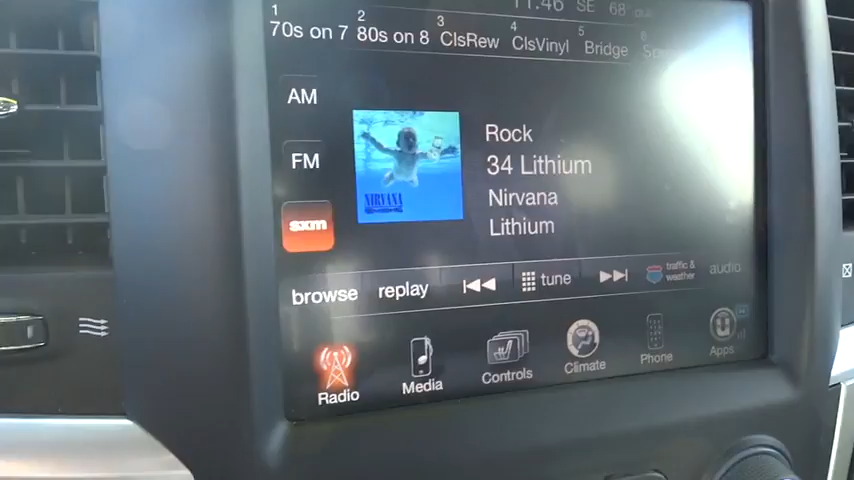 11:46 SE 68°
1 2 3 4 5 6
70s on 7 80s on 8 ClsRew ClsVinyl Bridge
AM
FM
sxm
NIRVANA
Rock
34 Lithium
Nirvana
Lithium
browse replay tune traffic & weather audio
Radio Media Controls Climate Phone Apps